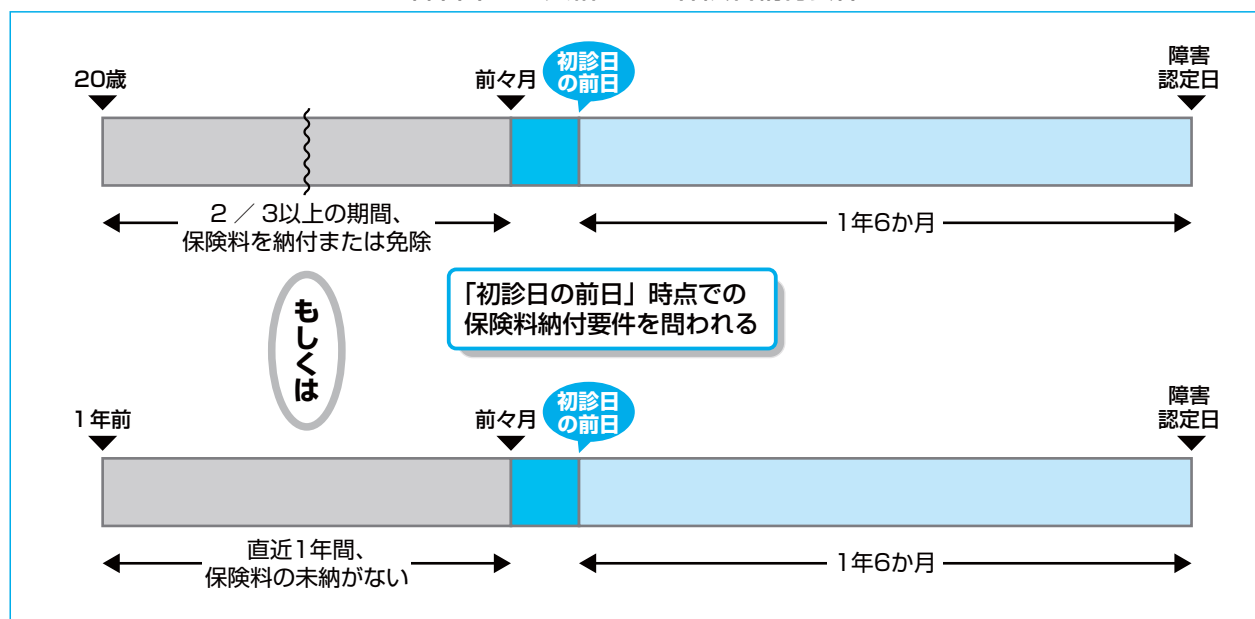 20歳
前々月
初診日
の前日
障害
認定日
2／3以上の期間、
保険料を納付または免除
1年6か月
もしくは
「初診日の前日」時点での
保険料納付要件を問われる
1年前
前々月
初診日
の前日
障害
認定日
直近1年間、
保険料の未納がない
1年6か月